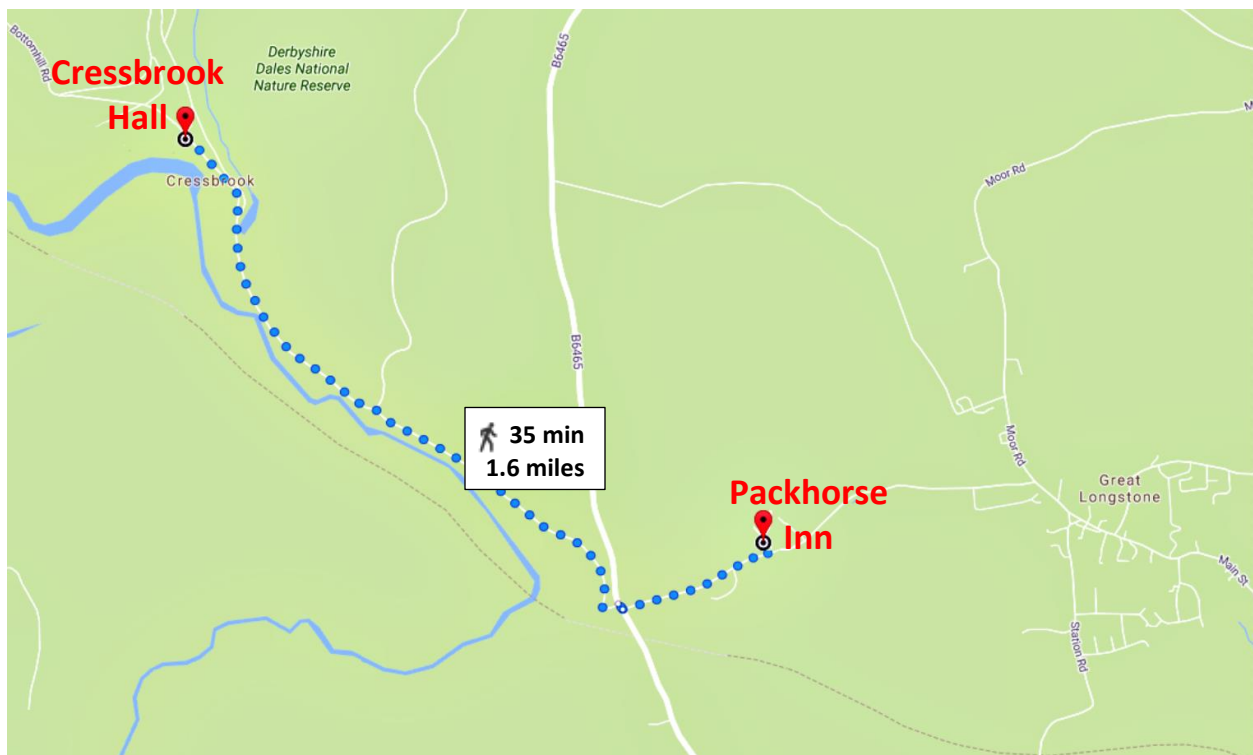 Bottomhill Rd
Derbyshire
Dales National
Nature Reserve
B6465
Cressbrook
Hall
Cressbrook
Moor Rd
B6465
35 min
1.6 miles
Moor Rd
Packhorse
Inn
Great
Longstone
Main St
Station Rd